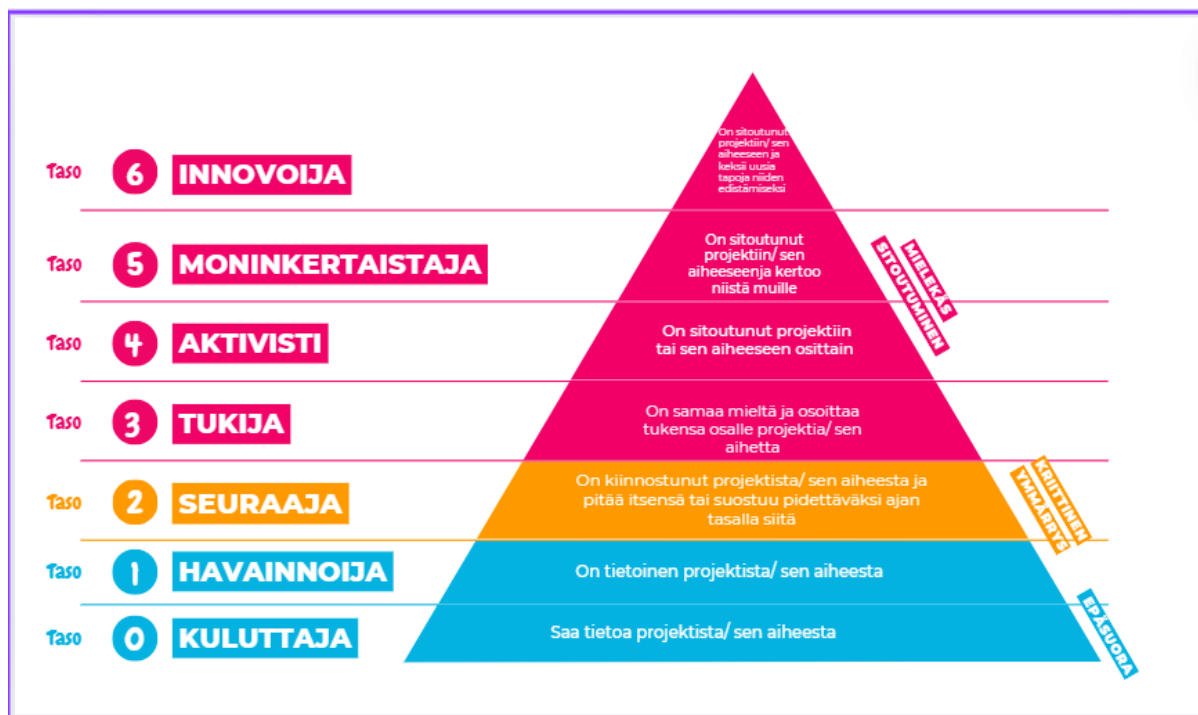 Taso 6 INNOVOIJA
On sitoutunut
projektiin/ sen
aiheeseen ja
keksii uusia
tapoja niiden
edistämiseksi
Taso 5 MONINKERTAISTAJA
On sitoutunut
projektiin/ sen
aiheeseenja kertoo
niistä muille
MIELEKÄS
SITOUTUMINEN
Taso 4 AKTIVISTI
On sitoutunut projektiin
tai sen aiheeseen osittain
Taso 3 TUKIJA
On samaa mieltä ja osoittaa
tukensa osalle projektia/ sen
aihetta
Taso 2 SEURAAJA
On kiinnostunut projektista/ sen aiheesta ja
pitää itsensä tai suostuu pidettäväksi ajan
tasalla siitä
KRIITTINEN
YMMÄRRYS
Taso 1 HAVAINNOIJA
On tietoinen projektista/ sen aiheesta
Taso 0 KULUTTAJA
Saa tietoa projektista/ sen aiheesta
EPÄSUORA